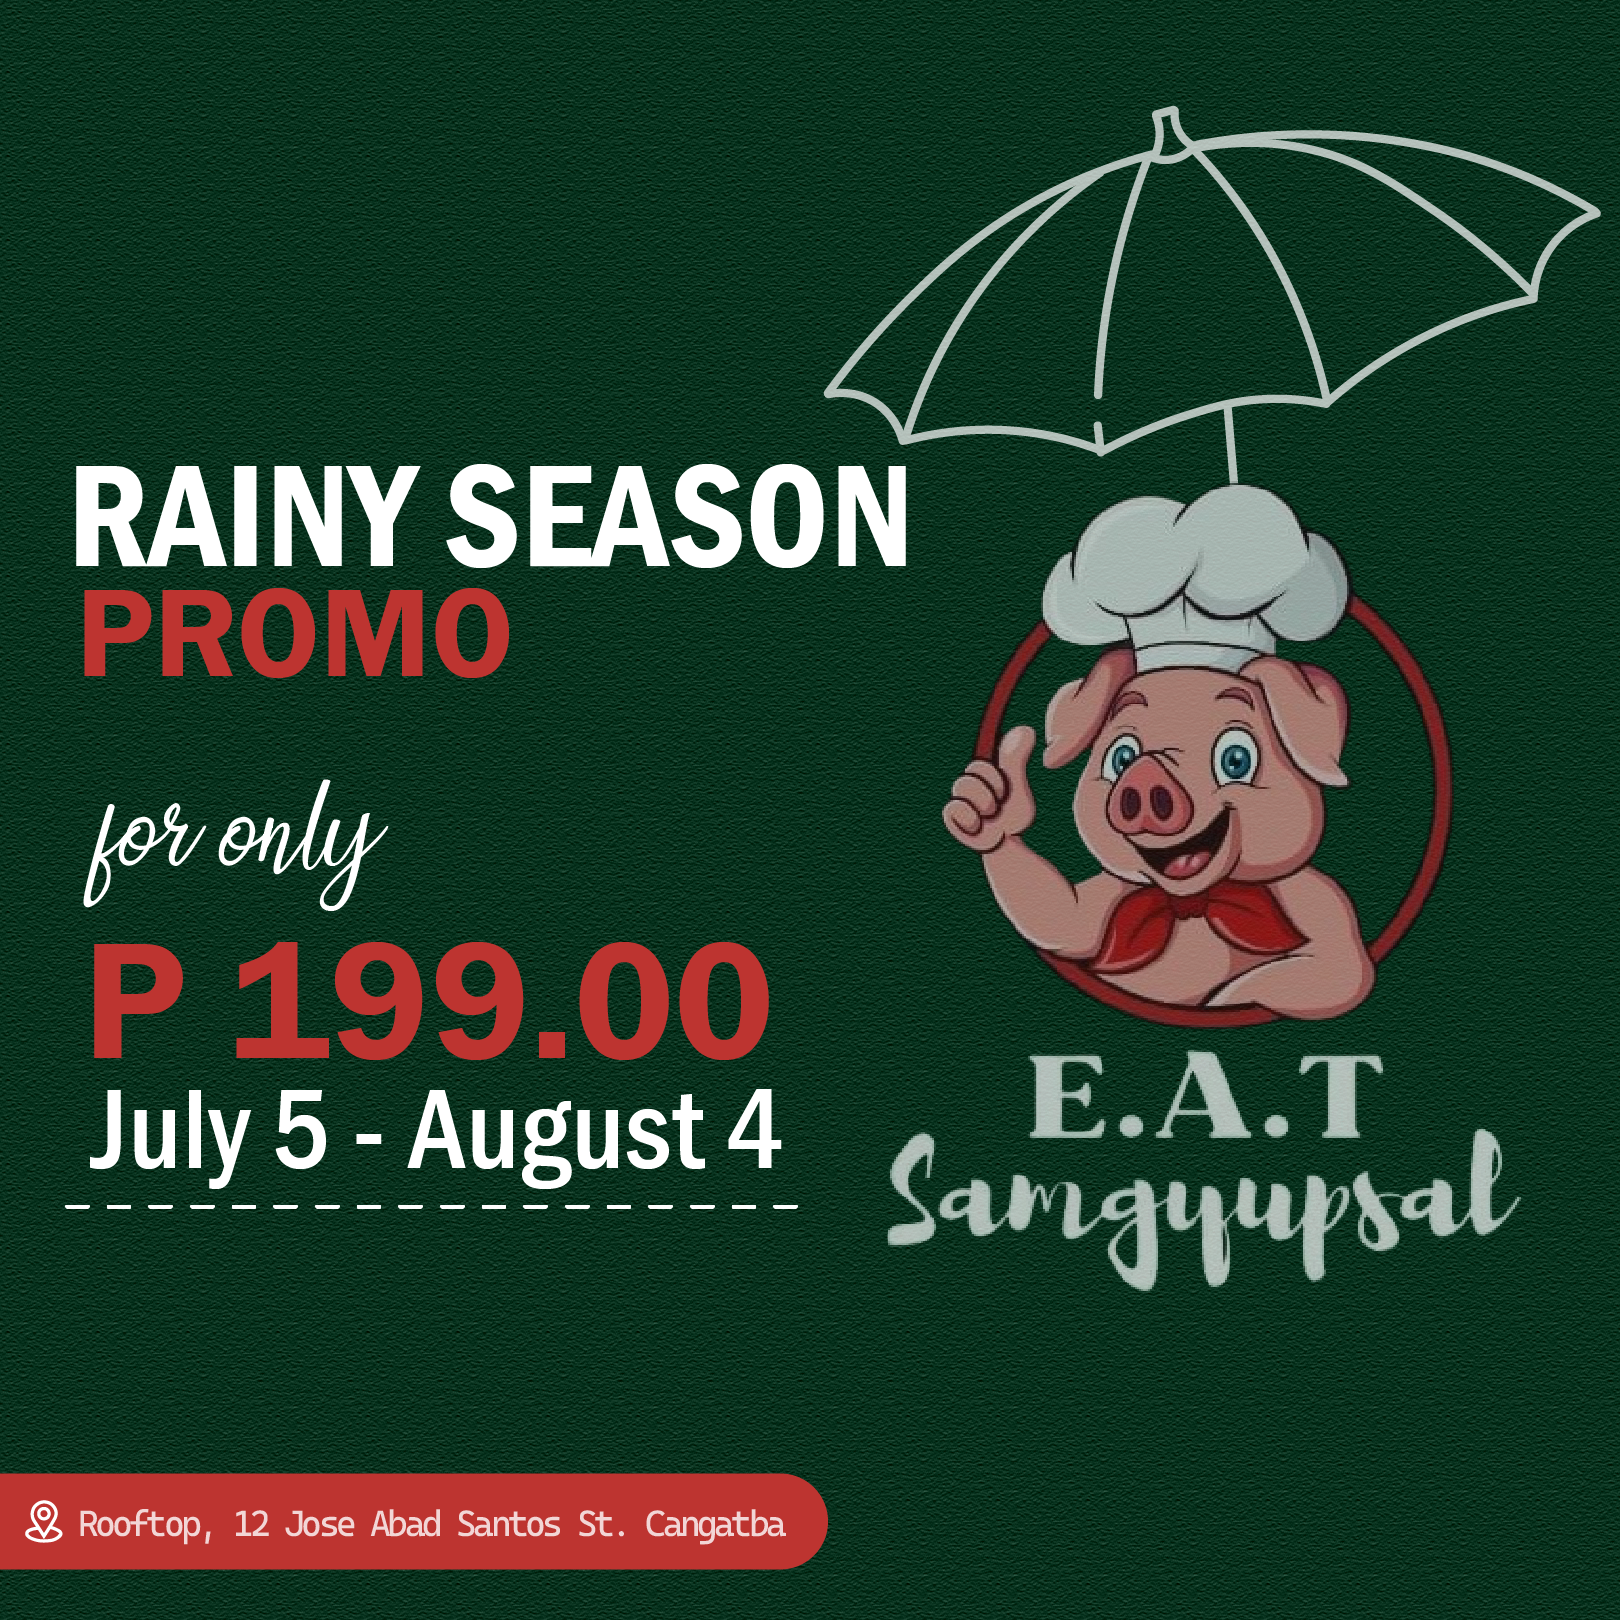 RAINY SEASON
PROMO
for only
P 199.00
July 5 - August 4
E.A.T
Samgyupsal
Rooftop, 12 Jose Abad Santos St. Cangatba